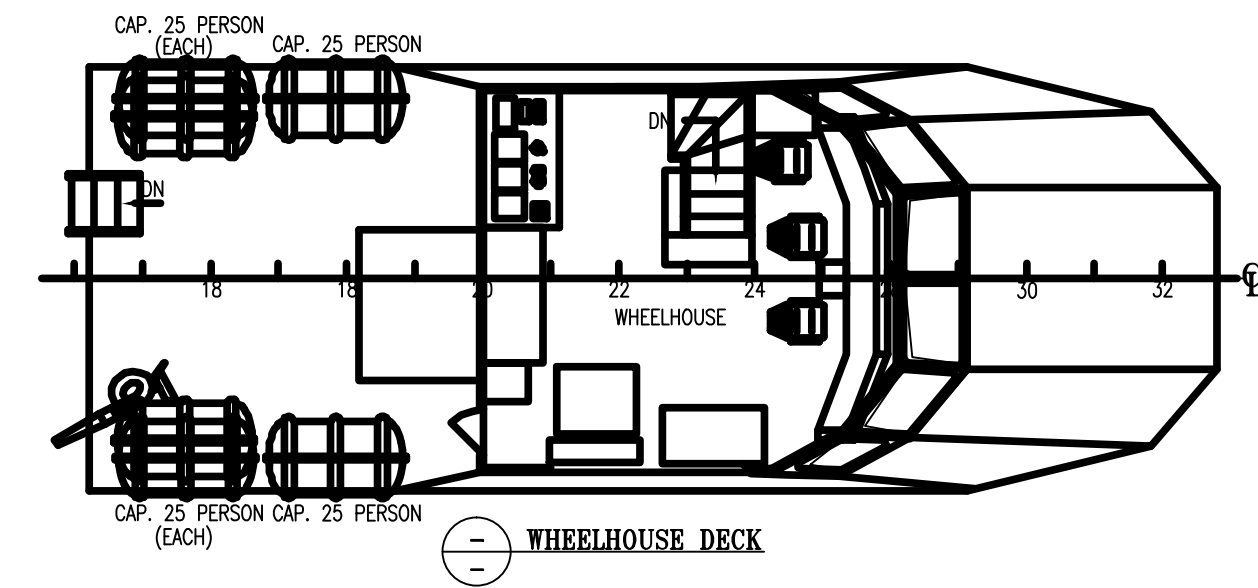 CAP. 25 PERSON
(EACH)
CAP. 25 PERSON
DN
DN
18
18
20
22
24
30
32
℄
WHEELHOUSE
CAP. 25 PERSON
(EACH)
CAP. 25 PERSON
-
WHEELHOUSE DECK
-